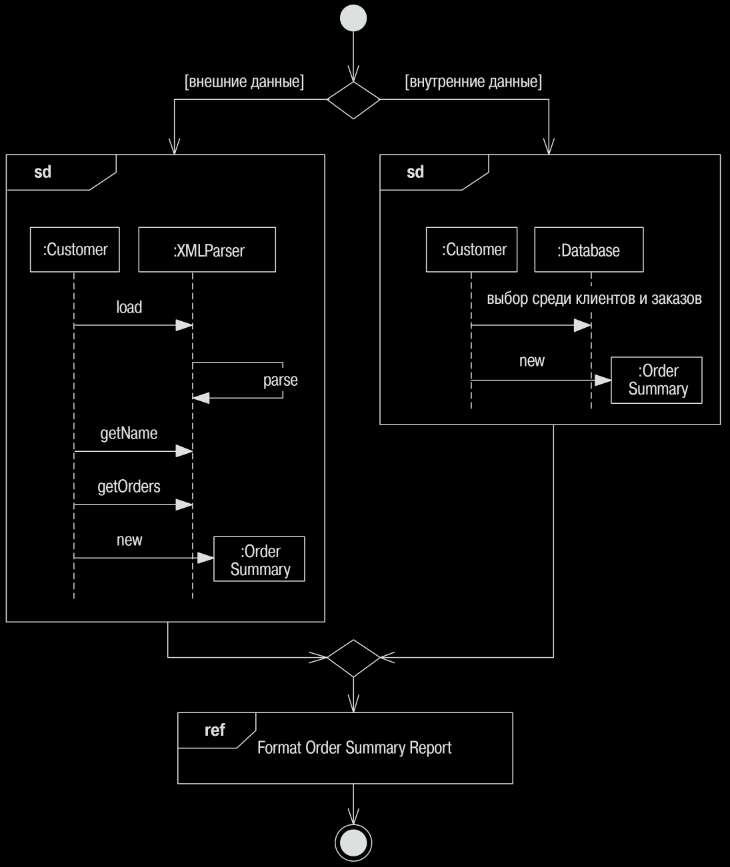 [внешние данные]
[внутренние данные]
sd
:Customer
:XMLParser
load
parse
getName
getOrders
new
:Order
Summary
sd
:Customer
:Database
выбор среди клиентов и заказов
new
:Order
Summary
ref
Format Order Summary Report